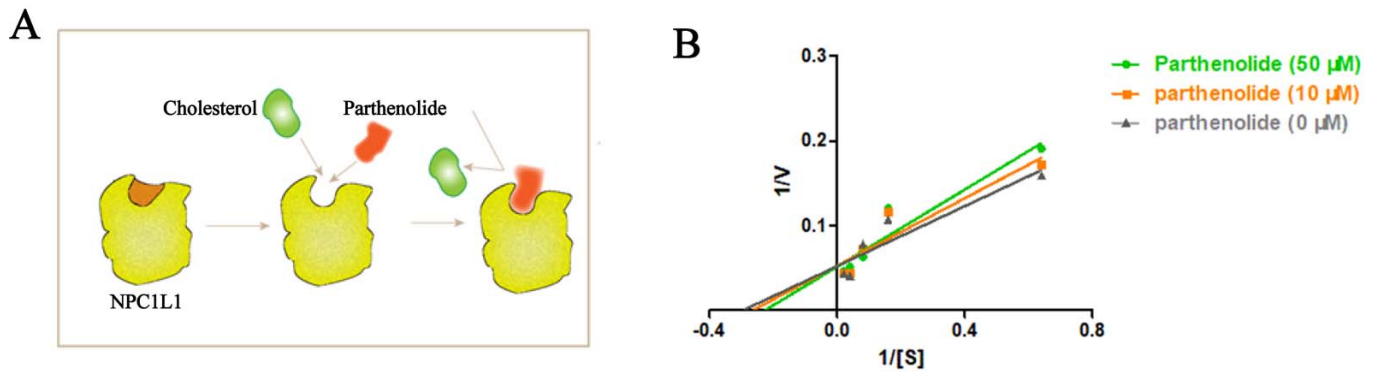 A
Cholesterol
Parthenolide
NPC1L1
B
0.3
0.2
0.1
1/V
-0.4
0.0
0.4
0.8
1/[S]
Parthenolide (50 µM)
parthenolide (10 µM)
parthenolide (0 µM)